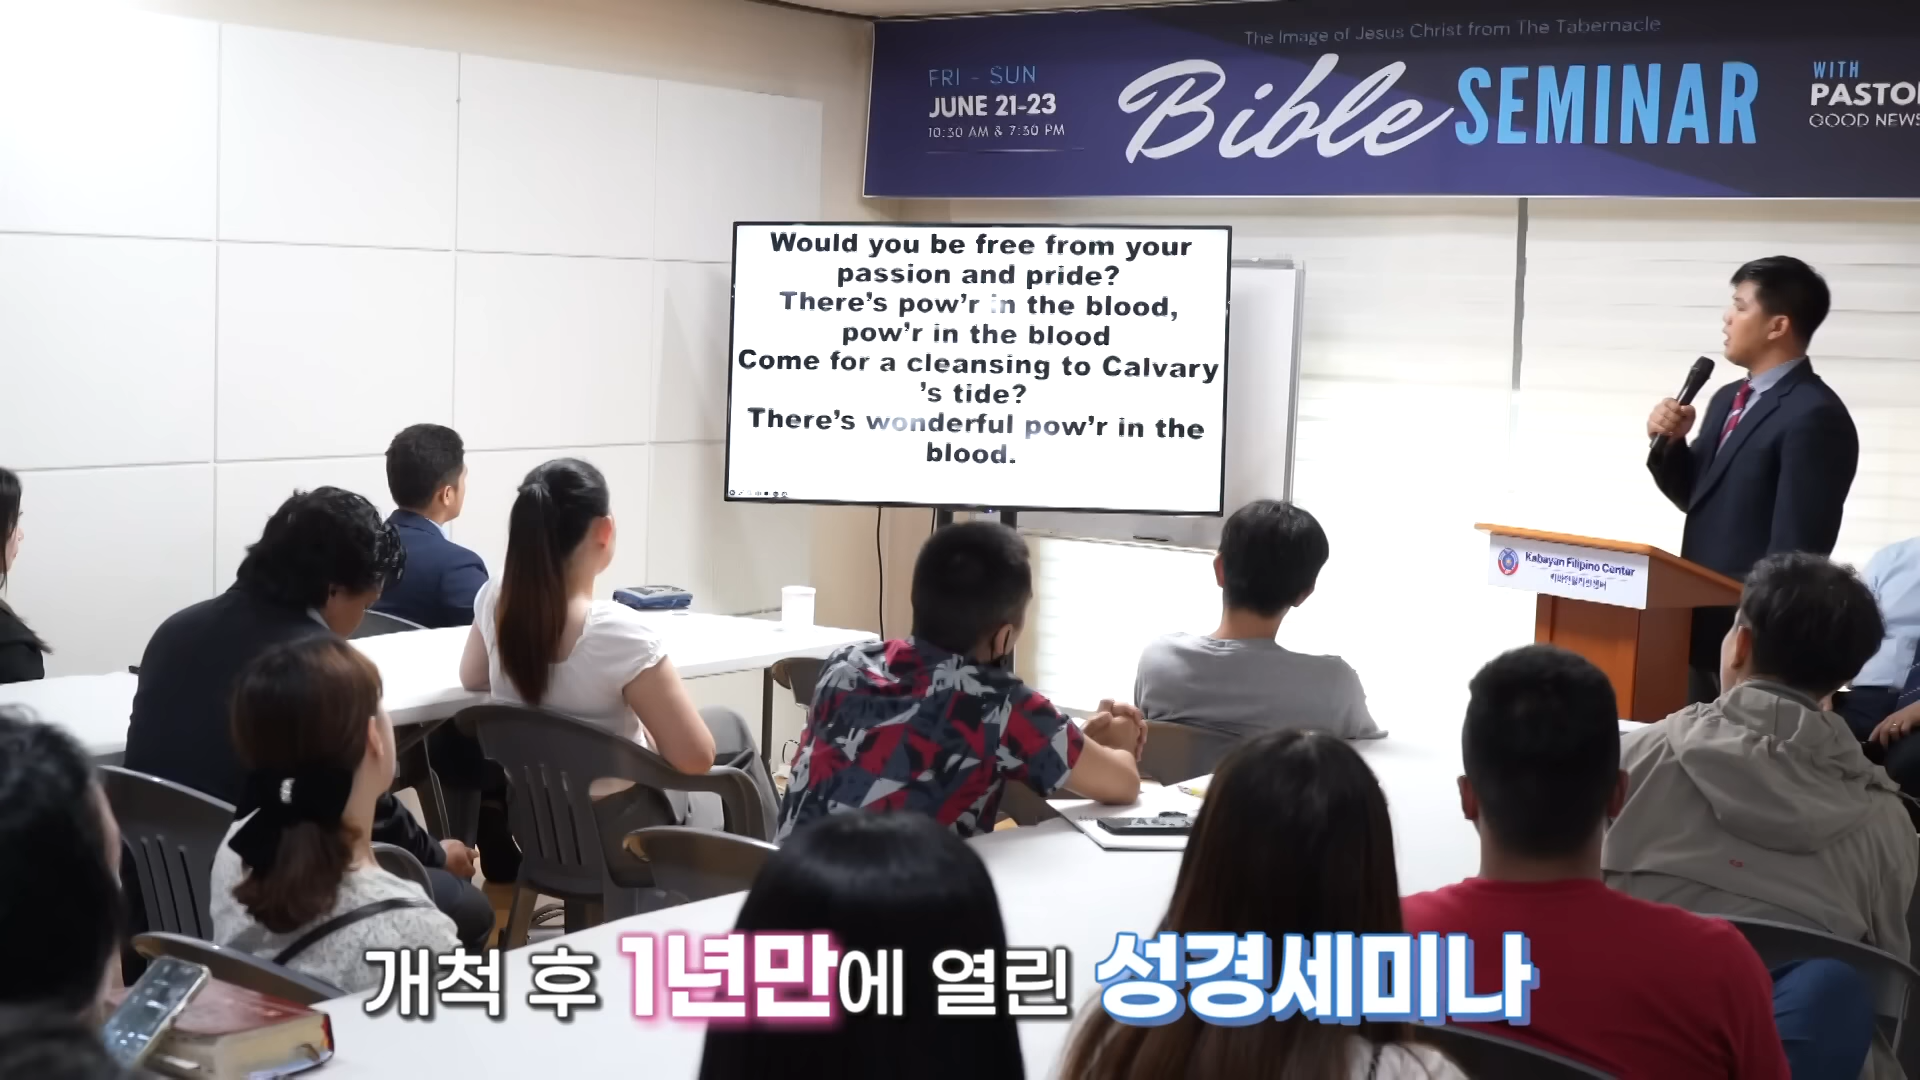 The Image of Jesus Christ from The Tabernacle
FRI - SUN
JUNE 21-23
10:30 AM & 7:30 PM
Bible SEMINAR
WITH
GOOD NEWS
Would you be free from your
passion and pride?
There's pow'r in the blood,
pow'r in the blood
Come for a cleansing to Calvary
's tide?
There's wonderful pow'r in the
blood.
Kabayan Filipino Center
개척 후 1년만에 열린 성경세미나